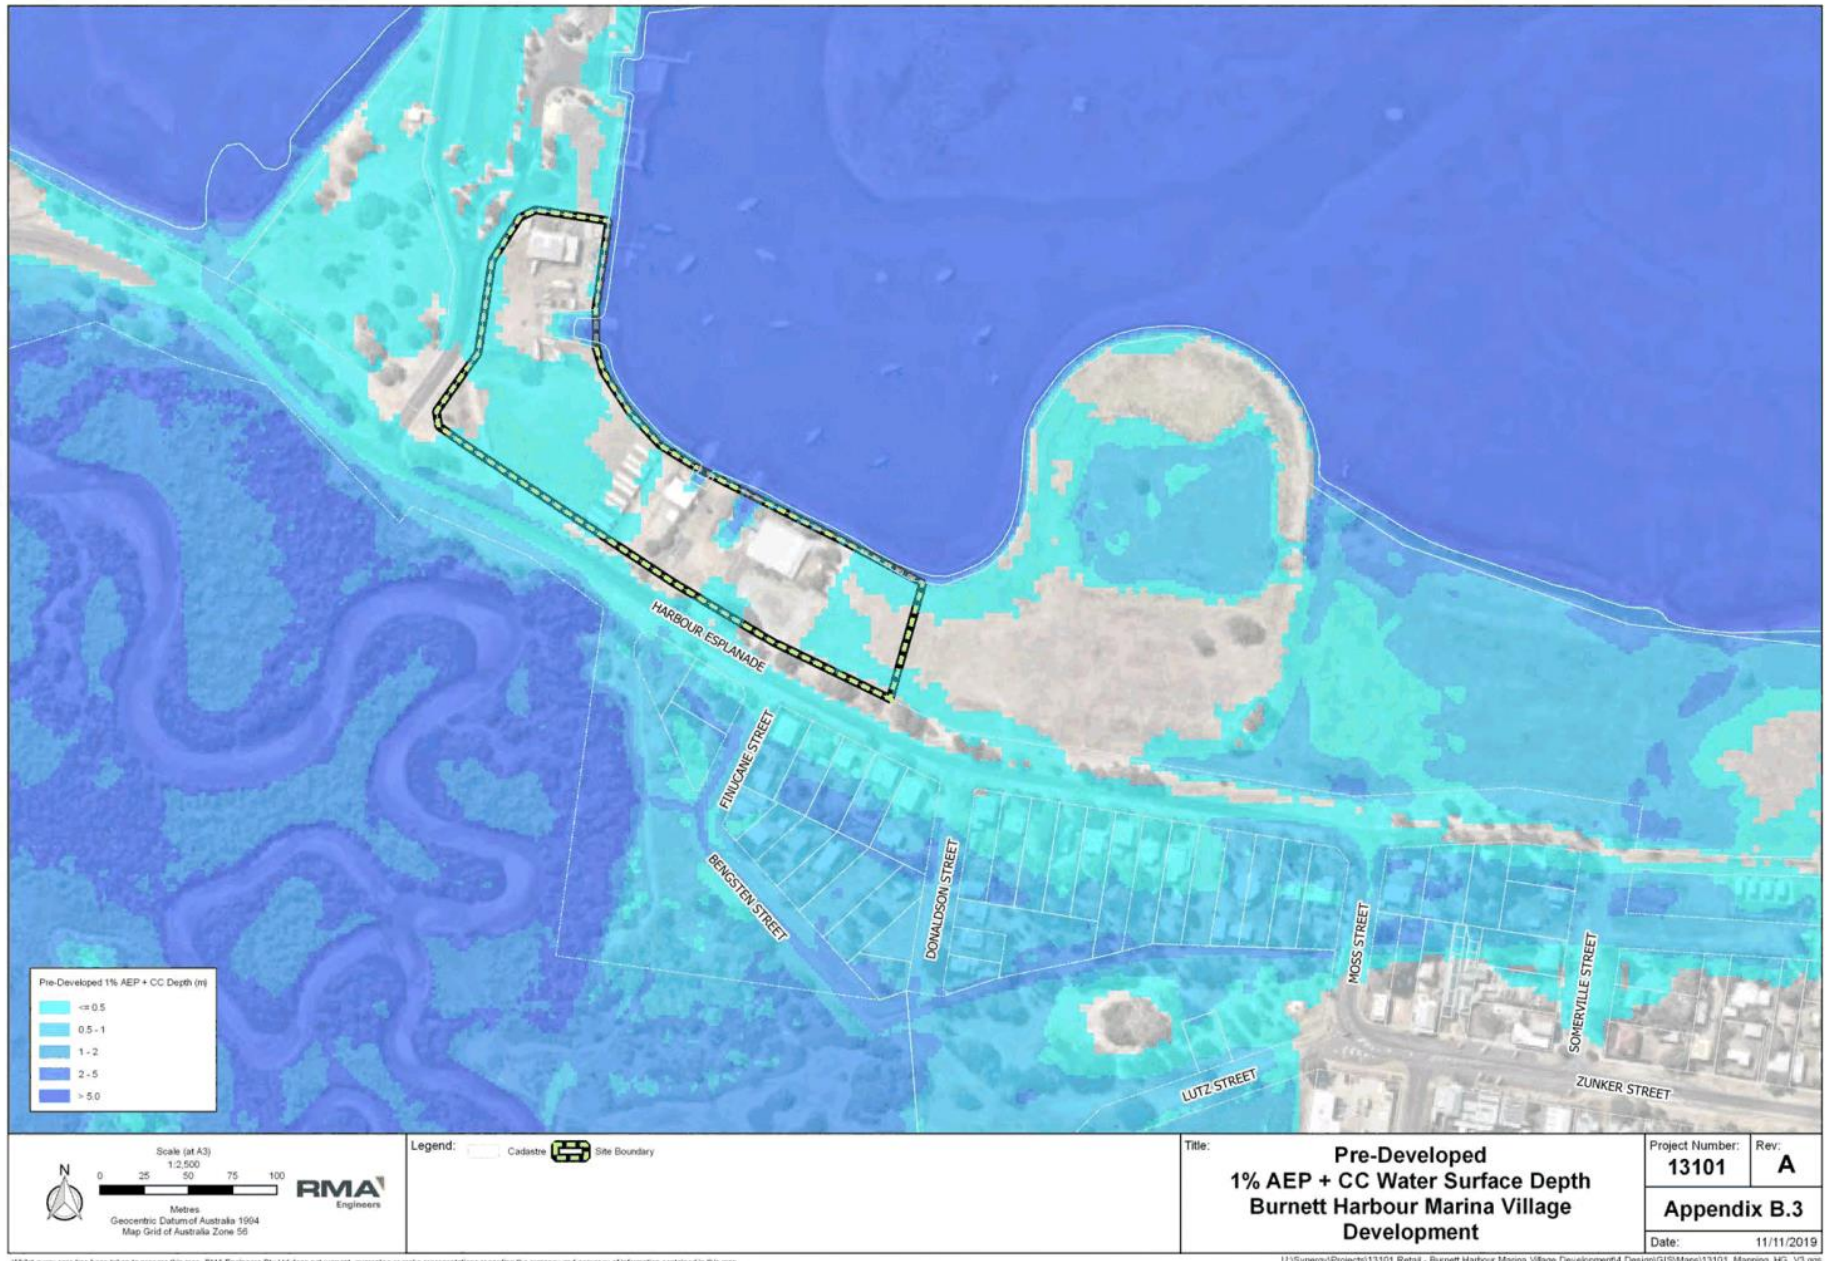 HARBOUR ESPLANADE
FINUCANE STREET
BENGSTEN STREET
DONALDSON STREET
MOSS STREET
SOMERVILLE STREET
LUTZ STREET
ZUNKER STREET
Pre-Developed 1% AEP + CC Depth (m)
<= 0.5
0.5 - 1
1 - 2
2 - 5
> 5.0
N
Scale (at A3)
1:2,500
0 25 50 75 100
Metres
Geocentric Datum of Australia 1994
Map Grid of Australia Zone 56
RMA
Engineers
Legend:
Cadastre
Site Boundary
Title:
Pre-Developed
1% AEP + CC Water Surface Depth
Burnett Harbour Marina Village
Development
Project Number:
13101
Rev:
A
Appendix B.3
Date: 11/11/2019